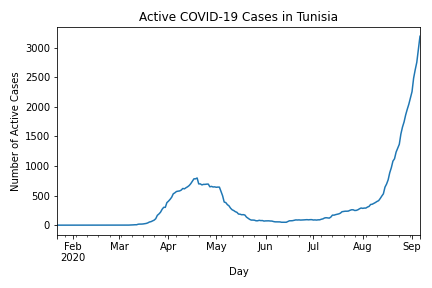 Active COVID-19 Cases in Tunisia
3000
2500
2000
1500
1000
500
0
Number of Active Cases
Feb Mar Apr May Jun Jul Aug Sep
2020
Day